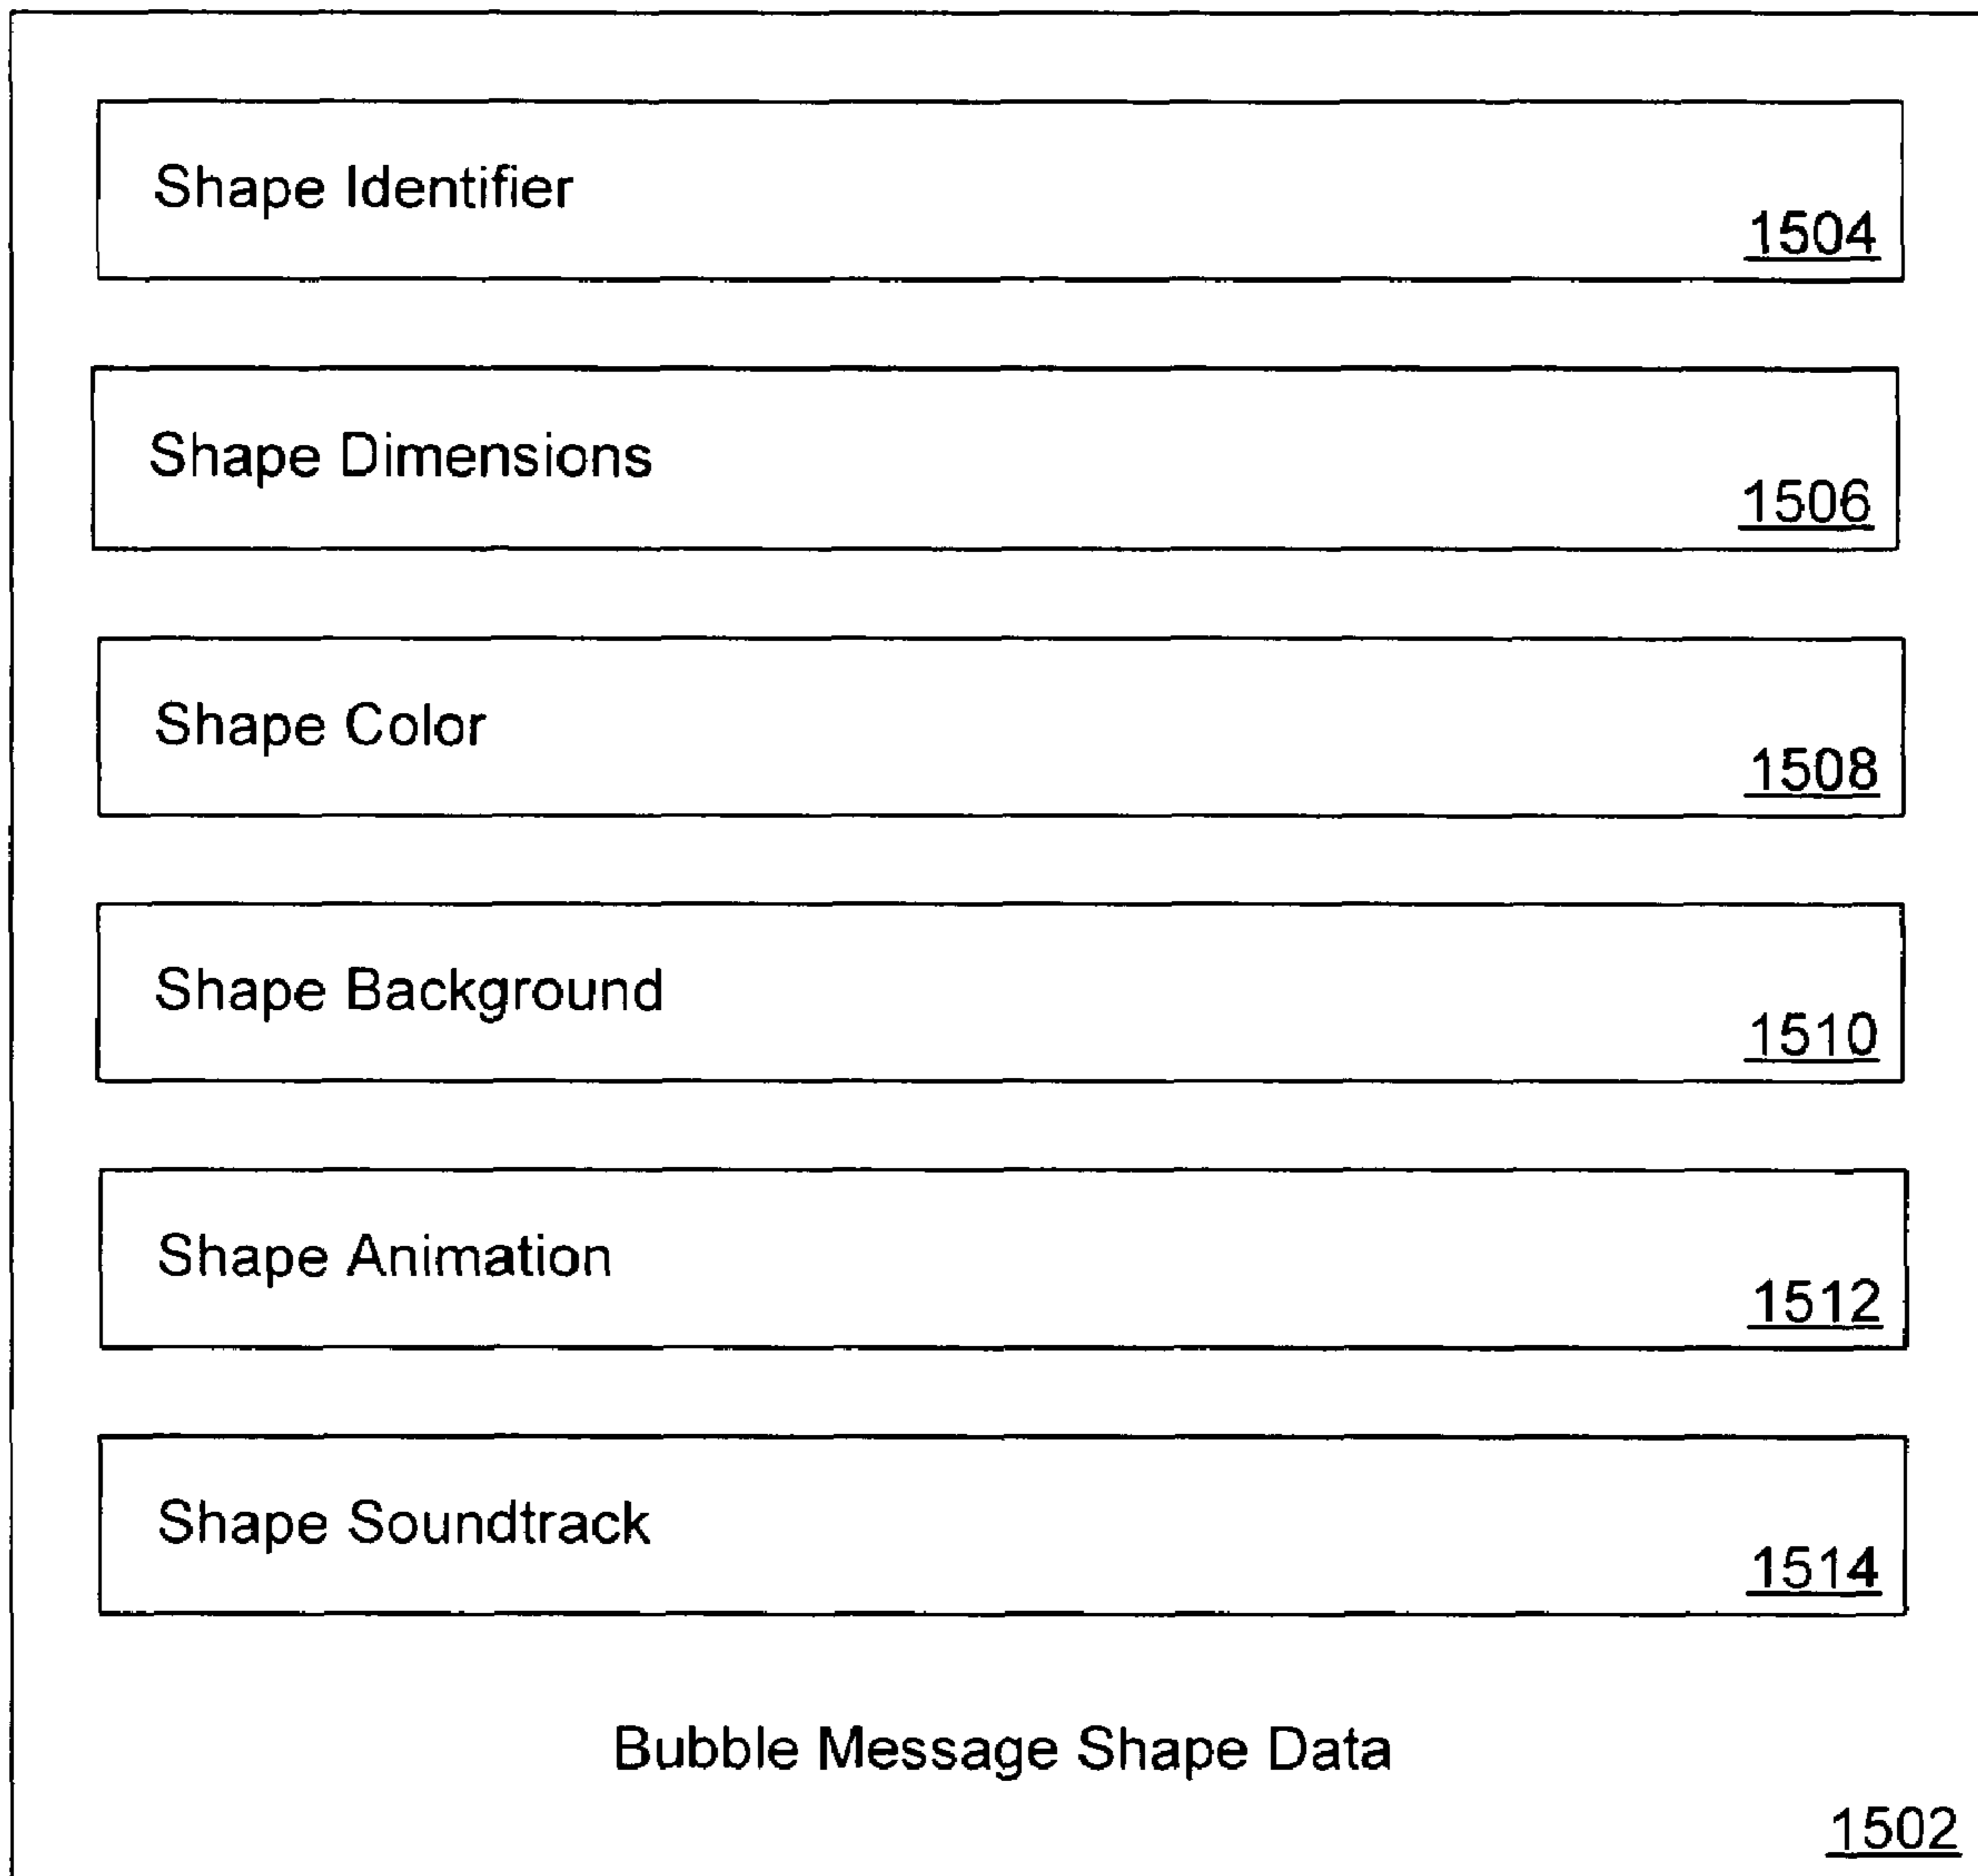 Shape Identifier
1504
Shape Dimensions
1506
Shape Color
1508
Shape Background
1510
Shape Animation
1512
Shape Soundtrack
1514
Bubble Message Shape Data
1502